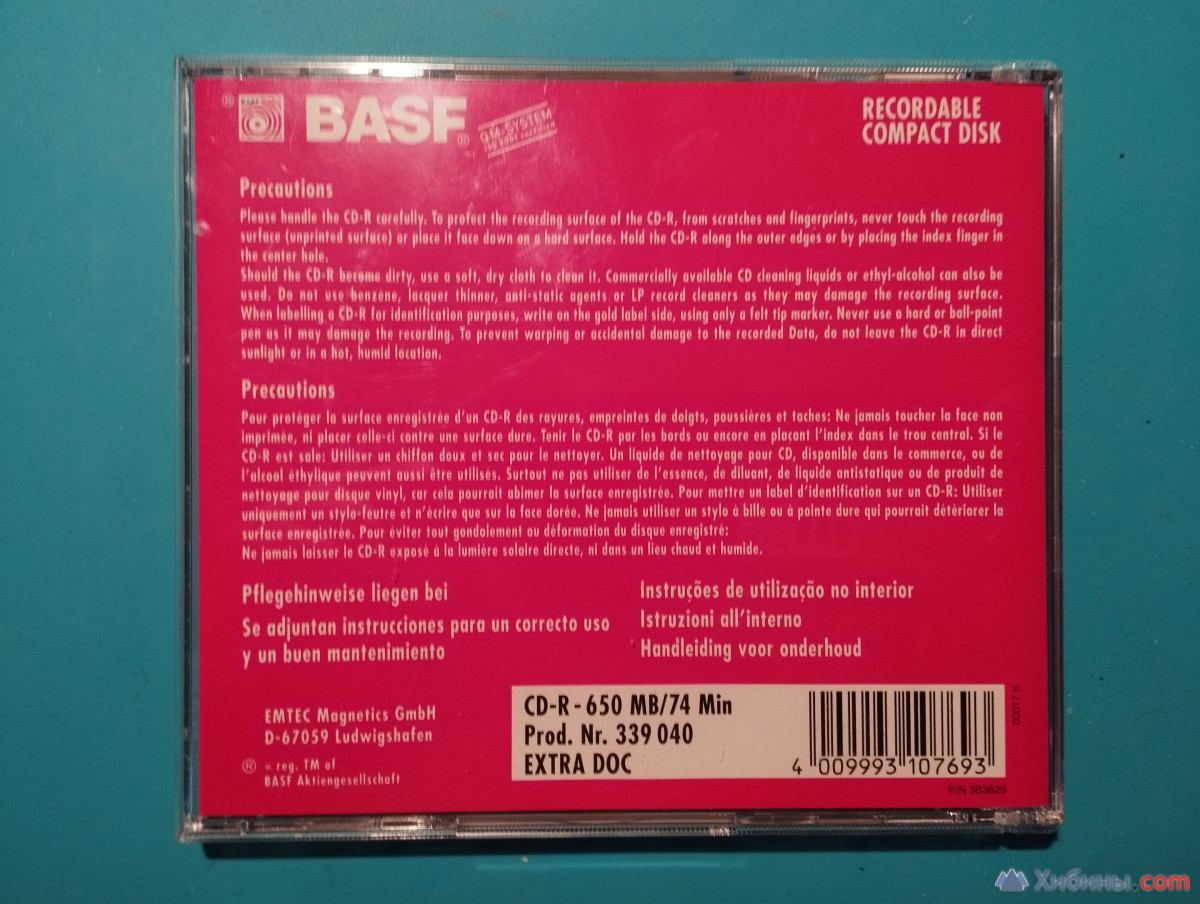 ® BASF BASF®
QM-SYSTEM
ISO 9001 certified
RECORDABLE
COMPACT DISK
Precautions
Please handle the CD-R carefully. To protect the recording surface of the CD-R, from scratches and fingerprints, never touch the recording
surface (unprinted surface) or place it face down on a hard surface. Hold the CD-R along the outer edges or by placing the index finger in
the center hole.
Should the CD-R become dirty, use a soft, dry cloth to clean it. Commercially available CD cleaning liquids or ethyl-alcohol can also be
used. Do not use benzene, lacquer thinner, anti-static agents or LP record cleaners as they may damage the recording surface.
When labelling a CD-R for identification purposes, write on the gold label side, using only a felt tip marker. Never use a hard or ball-point
pen as it may damage the recording. To prevent warping or accidental damage to the recorded Data, do not leave the CD-R in direct
sunlight or in a hot, humid location.
Precautions
Pour protéger la surface enregistrée d'un CD-R des rayures, empreintes de doigts, poussières et taches: Ne jamais toucher la face non
imprimée, ni placer celle-ci contre une surface dure. Tenir le CD-R par les bords ou encore en plaçant l'index dans le trou central. Si le
CD-R est sale: Utiliser un chiffon doux et sec pour le nettoyer. Un liquide de nettoyage pour CD, disponible dans le commerce, ou de
l'alcool éthylique peuvent aussi être utilisés. Surtout ne pas utiliser de l'essence, de diluant, de liquide antistatique ou de produit de
nettoyage pour disque vinyl, car cela pourrait abimer la surface enregistrée. Pour mettre un label d'identification sur un CD-R: Utiliser
uniquement un stylo-feutre et n'écrire que sur la face dorée. Ne jamais utiliser un stylo à bille ou à pointe dure qui pourrait détériorer la
surface enregistrée. Pour éviter tout gondolement ou déformation du disque enregistré:
Ne jamais laisser le CD-R exposé à la lumière solaire directe, ni dans un lieu chaud et humide.
Pflegehinweise liegen bei
Se adjuntan instrucciones para un correcto uso
y un buen mantenimiento
Instruções de utilização no interior
Istruzioni all'interno
Handleiding voor onderhoud
EMTEC Magnetics GmbH
D-67059 Ludwigshafen
® = reg. TM of
BASF Aktiengesellschaft
CD-R - 650 MB/74 Min
Prod. Nr. 339 040
EXTRA DOC
4 009993 107693
00017 K
P/N 3B3629
Хибины.com